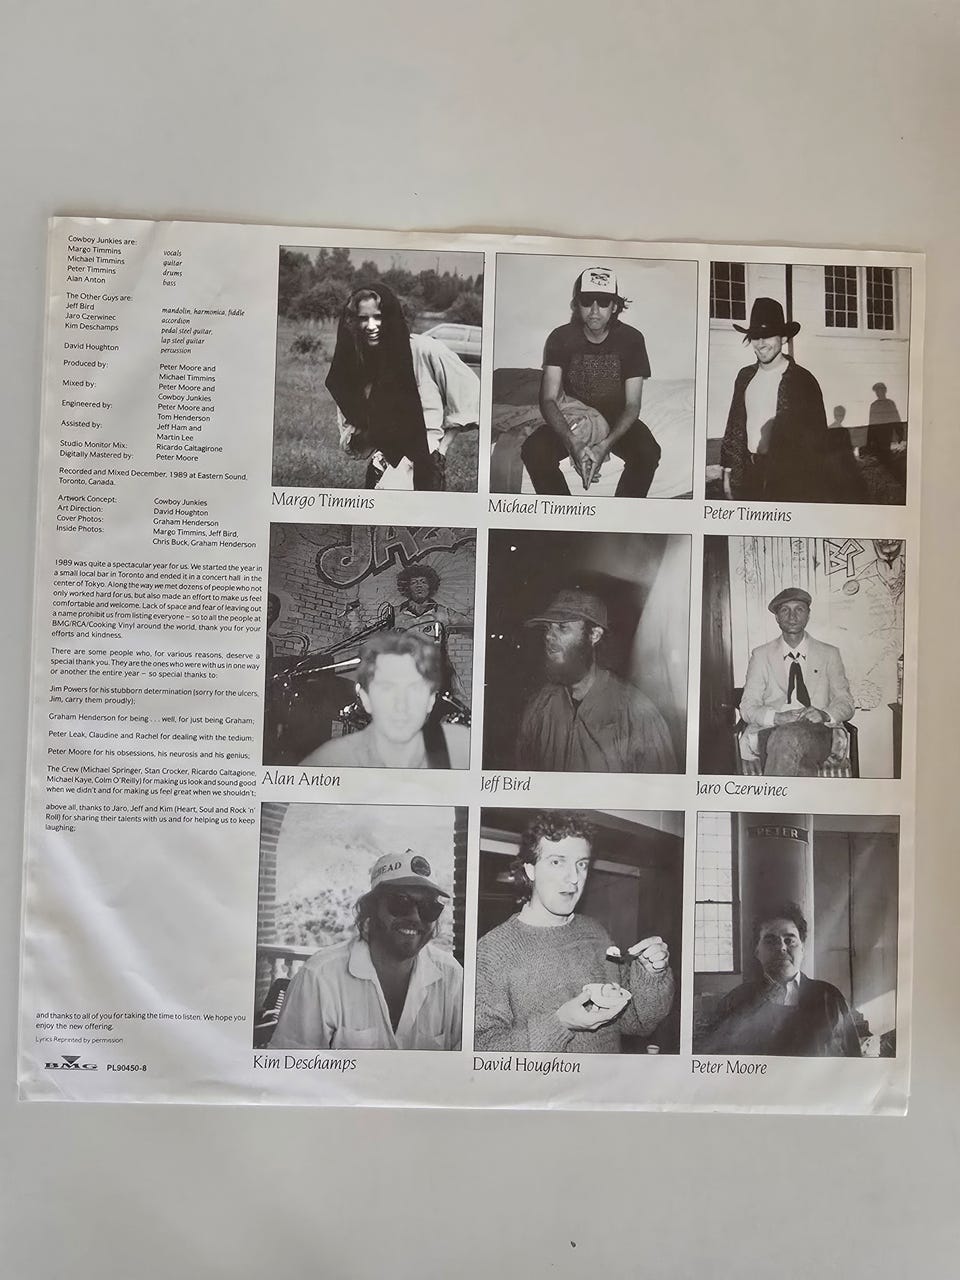 Cowboy Junkies are:
Margo Timmins vocals
Michael Timmins guitar
Peter Timmins drums
Alan Anton bass
The Other Guys are:
Jeff Bird mandolin, harmonica, fiddle
Jaro Czerwinec accordion
Kim Deschamps pedal steel guitar,
lap steel guitar
David Houghton percussion
Produced by: Peter Moore and
Michael Timmins
Mixed by: Peter Moore and
Cowboy Junkies
Engineered by: Peter Moore and
Tom Henderson
Assisted by: Jeff Ham and
Martin Lee
Studio Monitor Mix: Ricardo Caltagirone
Digitally Mastered by: Peter Moore
Recorded and Mixed December, 1989 at Eastern Sound,
Toronto, Canada.
Artwork Concept: Cowboy Junkies
Art Direction: David Houghton
Cover Photos: Graham Henderson
Inside Photos: Margo Timmins, Jeff Bird,
Chris Buck, Graham Henderson
1989 was quite a spectacular year for us. We started the year in
a small local bar in Toronto and ended it in a concert hall in the
center of Tokyo. Along the way we met dozens of people who not
only worked hard for us, but also made an effort to make us feel
comfortable and welcome. Lack of space and fear of leaving out
a name prohibit us from listing everyone – so to all the people at
BMG/RCA/Cooking Vinyl around the world, thank you for your
efforts and kindness.
There are some people who, for various reasons, deserve a
special thank you. They are the ones who were with us in one way
or another the entire year – so special thanks to:
Jim Powers for his stubborn determination (sorry for the ulcers,
Jim, carry them proudly);
Graham Henderson for being . . . well, for just being Graham;
Peter Leak, Claudine and Rachel for dealing with the tedium;
Peter Moore for his obsessions, his neurosis and his genius;
The Crew (Michael Springer, Stan Crocker, Ricardo Caltagione,
Michael Kaye, Colm O'Reilly) for making us look and sound good
when we didn't and for making us feel great when we shouldn't;
above all, thanks to Jaro, Jeff and Kim (Heart, Soul and Rock 'n'
Roll) for sharing their talents with us and for helping us to keep
laughing;
and thanks to all of you for taking the time to listen. We hope you
enjoy the new offering.
Lyrics Reprinted by permission
BMG PL90450-8
Margo Timmins
Michael Timmins
Peter Timmins
JAZZ
Alan Anton
Jeff Bird
Jaro Czerwinec
Kim Deschamps
David Houghton
PETER
Peter Moore